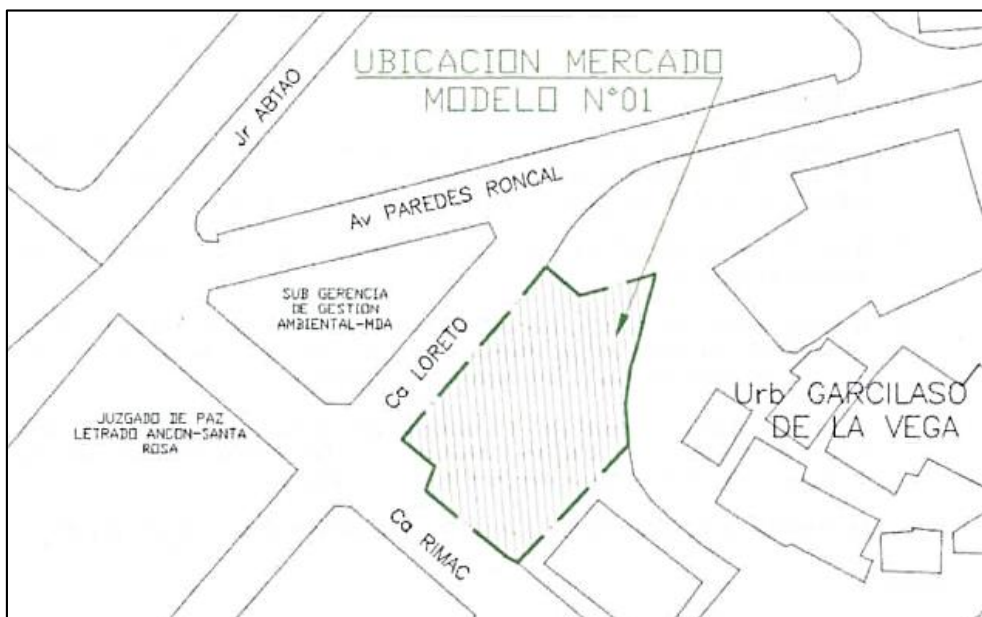 UBICACION MERCADO
MODELO N°01
Jr ABTAO
Av PAREDES RONCAL
SUB GERENCIA
DE GESTION
AMBIENTAL-MDA
Ca LORETO
JUZGADO DE PAZ
LETRADO ANCON-SANTA
ROSA
Urb GARCILASO
DE LA VEGA
Ca RIMAC